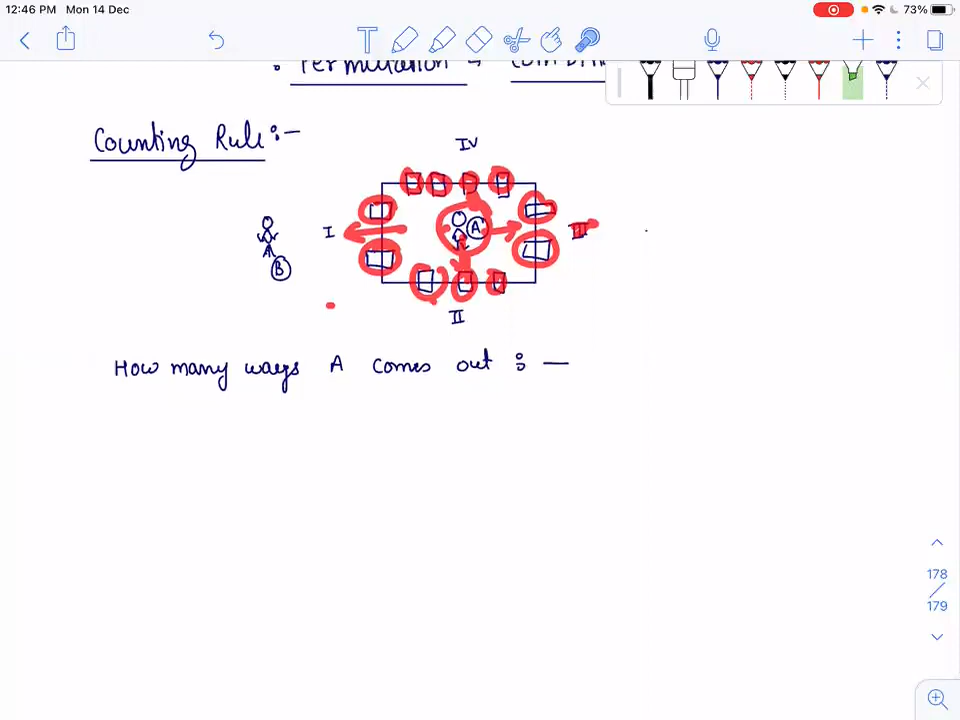 12:46 PM Mon 14 Dec
73%
T
Permutation
Counting Rule :-
IV
A
I
III
B
II
How many ways A comes out : —
178
179